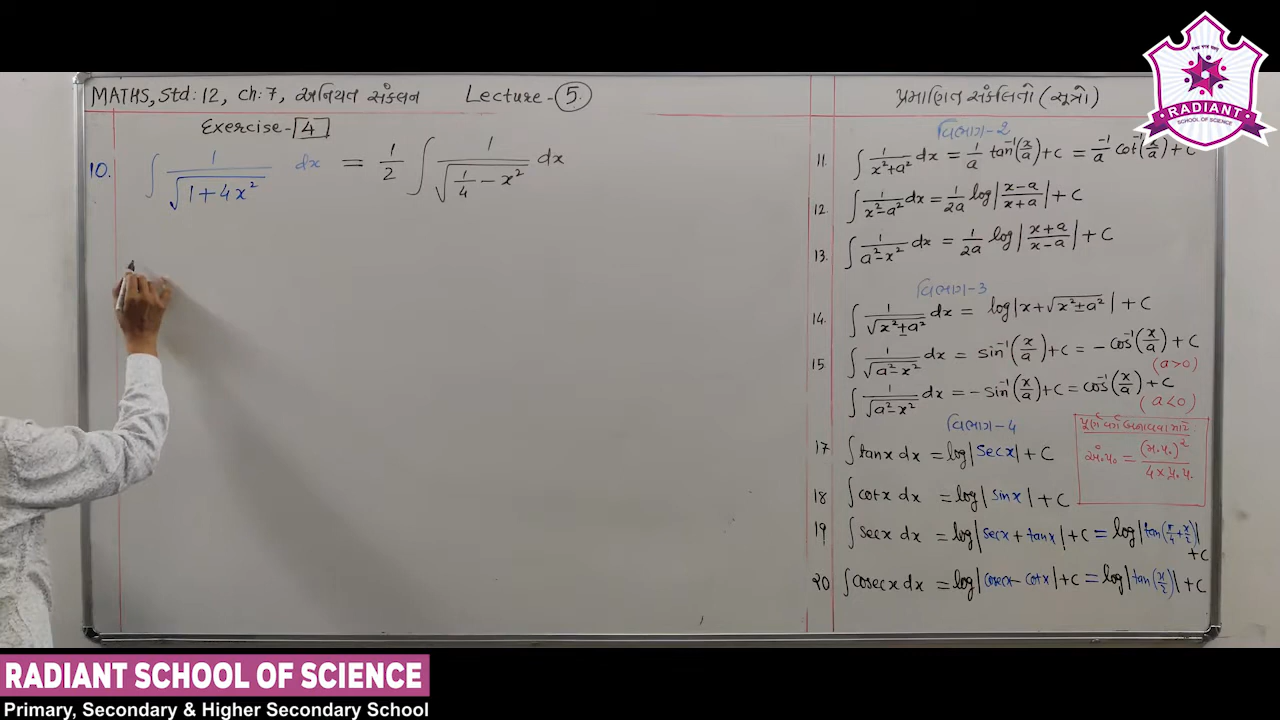 MATHS, Std: 12, Ch: 7, અનિયત સંકલન Lecture - 5.
Exercise - 4
10. ∫ 1/√(1+4x²) dx = 1/2 ∫ 1/√(1/4 − x²) dx
પ્રમાણિત સંકલિતો (સૂત્રો)
વિભાગ-2
11. ∫ 1/(x²+a²) dx = 1/a tan⁻¹(x/a) + c = −1/a cot⁻¹(x/a) + c
12. ∫ 1/(x²−a²) dx = 1/2a log|(x−a)/(x+a)| + c
13. ∫ 1/(a²−x²) dx = 1/2a log|(x+a)/(x−a)| + c
વિભાગ-3
14. ∫ 1/√(x²±a²) dx = log|x+√(x²±a²)| + c
15 ∫ 1/√(a²−x²) dx = sin⁻¹(x/a) + c = − cos⁻¹(x/a) + c
(a>0)
∫ 1/√(a²−x²) dx = − sin⁻¹(x/a) + c = cos⁻¹(x/a) + c
(a<0)
વિભાગ-4
પૂર્ણ વર્ગ બનાવવા માટે
અં.પ. = (મ.પ.)²/4×પ્ર.પ.
17 ∫tanx dx = log|secx| + c
18 ∫cotx dx = log|sinx| + c
19 ∫secx dx = log|secx + tanx| + c = log|tan(π/4 + x/2)| + c
20 ∫cosecx dx = log|cosecx − cotx| + c = log|tan(x/2)| + c
RADIANT
SCHOOL OF SCIENCE
RADIANT SCHOOL OF SCIENCE
Primary, Secondary & Higher Secondary School